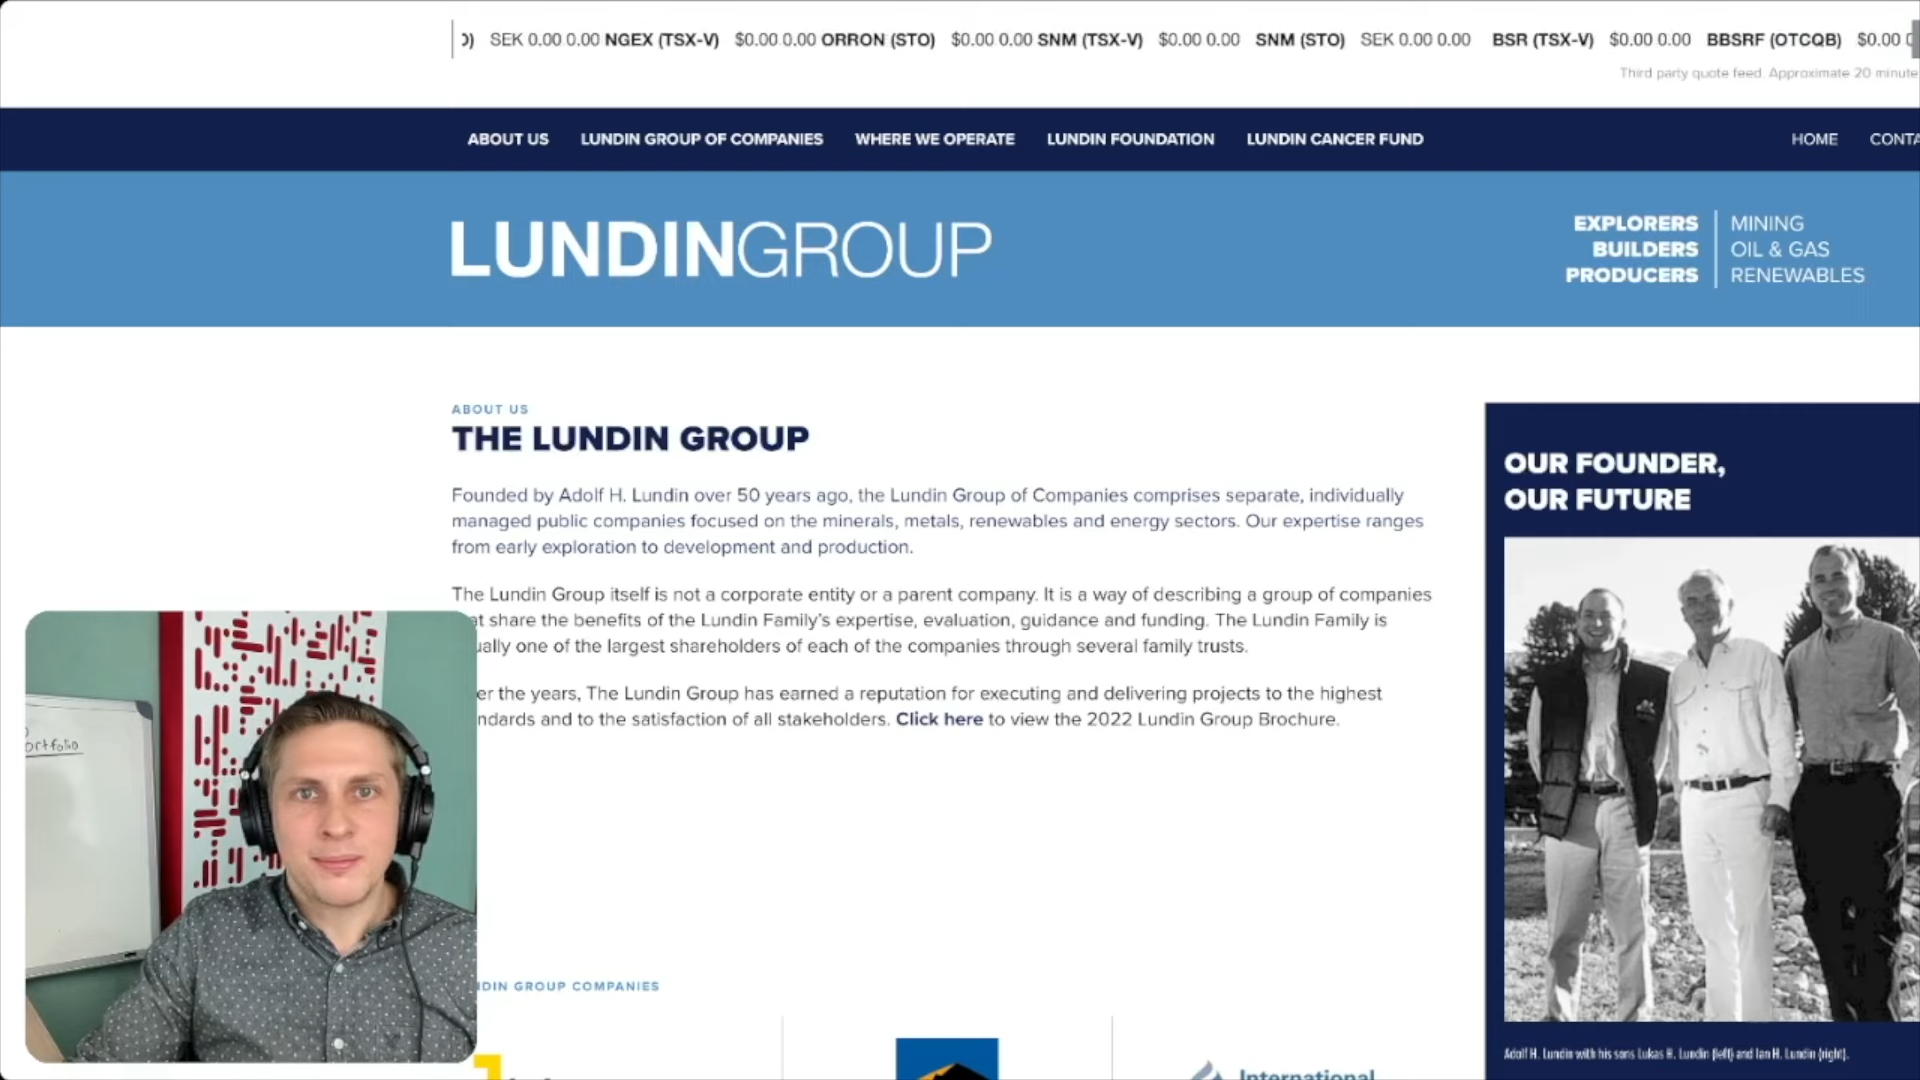 SEK 0.00 0.00 NGEX (TSX-V) $0.00 0.00 ORRON (STO) $0.00 0.00 SNM (TSX-V) $0.00 0.00 SNM (STO) SEK 0.00 0.00 BSR (TSX-V) $0.00 0.00 BBSRF (OTCQB) $0.00
Third party quote feed. Approximate 20 minute
ABOUT US LUNDIN GROUP OF COMPANIES WHERE WE OPERATE LUNDIN FOUNDATION LUNDIN CANCER FUND HOME CONTA
LUNDINGROUP
EXPLORERS MINING
BUILDERS OIL & GAS
PRODUCERS RENEWABLES
ABOUT US
THE LUNDIN GROUP
Founded by Adolf H. Lundin over 50 years ago, the Lundin Group of Companies comprises separate, individually
managed public companies focused on the minerals, metals, renewables and energy sectors. Our expertise ranges
from early exploration to development and production.
The Lundin Group itself is not a corporate entity or a parent company. It is a way of describing a group of companies
at share the benefits of the Lundin Family's expertise, evaluation, guidance and funding. The Lundin Family is
ually one of the largest shareholders of each of the companies through several family trusts.
er the years, The Lundin Group has earned a reputation for executing and delivering projects to the highest
ndards and to the satisfaction of all stakeholders. Click here to view the 2022 Lundin Group Brochure.
OUR FOUNDER,
OUR FUTURE
Adolf H. Lundin with his sons Lukas H. Lundin (left) and Ian H. Lundin (right).
ortfolio
DIN GROUP COMPANIES
International